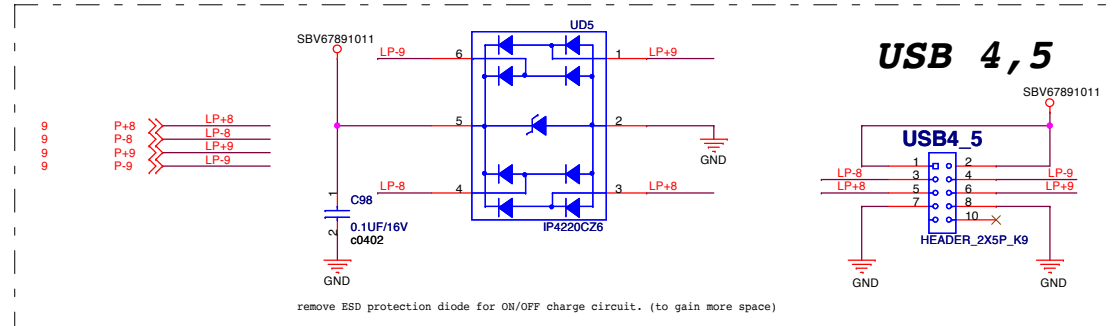 UD5
SBV67891011
LP-9
6
1
LP+9
USB 4,5
SBV67891011
9
P+8
LP+8
9
P-8
LP-8
9
P+9
LP+9
9
P-9
LP-9
5
2
GND
USB4_5
1
2
LP-8
3
4
LP-9
LP+8
5
6
LP+9
7
8
10
HEADER_2X5P_K9
LP-8
4
3
LP+8
IP4220CZ6
1
C98
0.1UF/16V
2
c0402
GND
GND
GND
remove ESD protection diode for ON/OFF charge circuit. (to gain more space)